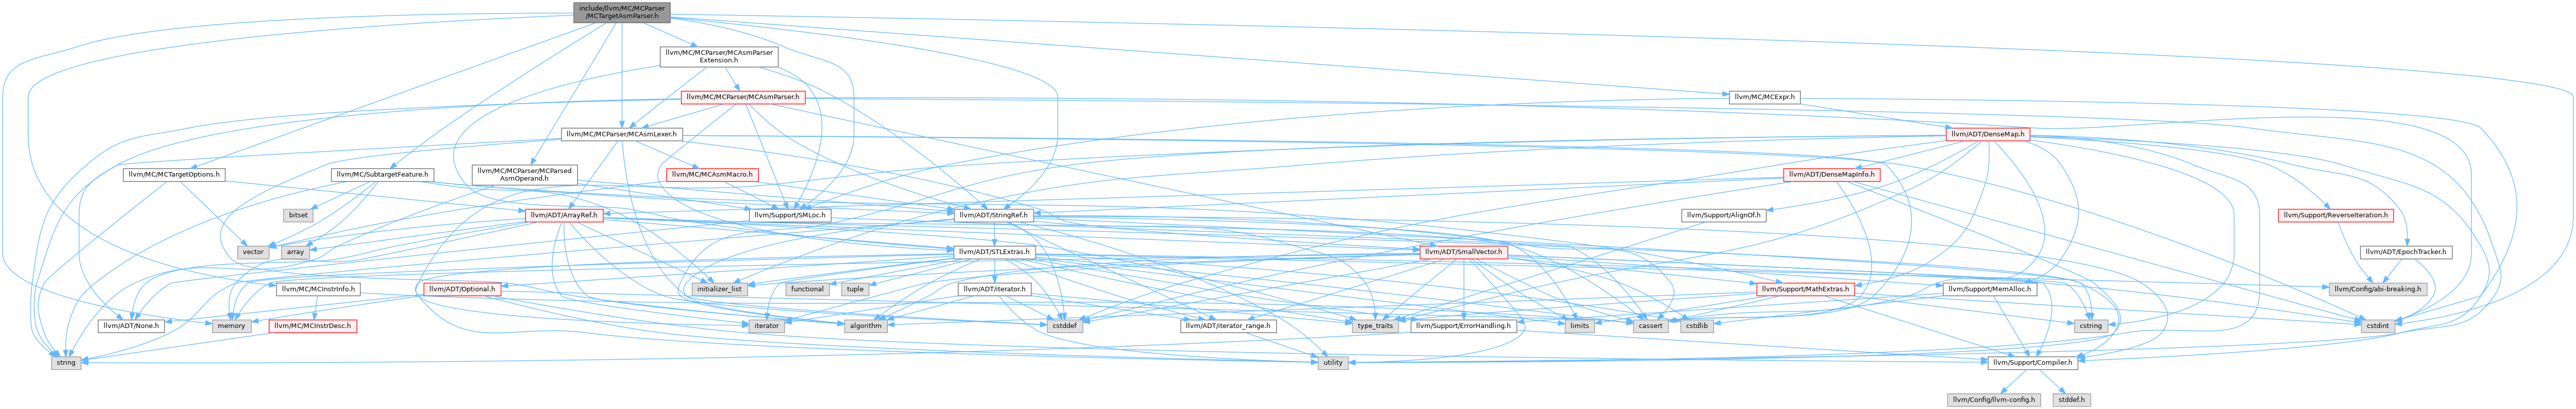 include/llvm/MC/MCParser
/MCTargetAsmParser.h
llvm/MC/MCParser/MCAsmParser
Extension.h
llvm/MC/MCParser/MCAsmParser.h
llvm/MC/MCExpr.h
llvm/MC/MCParser/MCAsmLexer.h
llvm/ADT/DenseMap.h
llvm/MC/MCTargetOptions.h
llvm/MC/SubtargetFeature.h
llvm/MC/MCParser/MCParsed
AsmOperand.h
llvm/MC/MCAsmMacro.h
llvm/ADT/DenseMapInfo.h
bitset
llvm/ADT/ArrayRef.h
llvm/Support/SMLoc.h
llvm/ADT/StringRef.h
llvm/Support/AlignOf.h
llvm/Support/ReverseIteration.h
vector
array
llvm/ADT/STLExtras.h
llvm/ADT/SmallVector.h
llvm/ADT/EpochTracker.h
llvm/MC/MCInstrInfo.h
llvm/ADT/Optional.h
initializer_list
functional
tuple
llvm/ADT/iterator.h
llvm/Support/MathExtras.h
llvm/Support/MemAlloc.h
llvm/Config/abi-breaking.h
llvm/ADT/None.h
memory
llvm/MC/MCInstrDesc.h
iterator
algorithm
cstddef
llvm/ADT/iterator_range.h
type_traits
llvm/Support/ErrorHandling.h
limits
cassert
cstdlib
cstring
cstdint
string
utility
llvm/Support/Compiler.h
llvm/Config/llvm-config.h
stddef.h